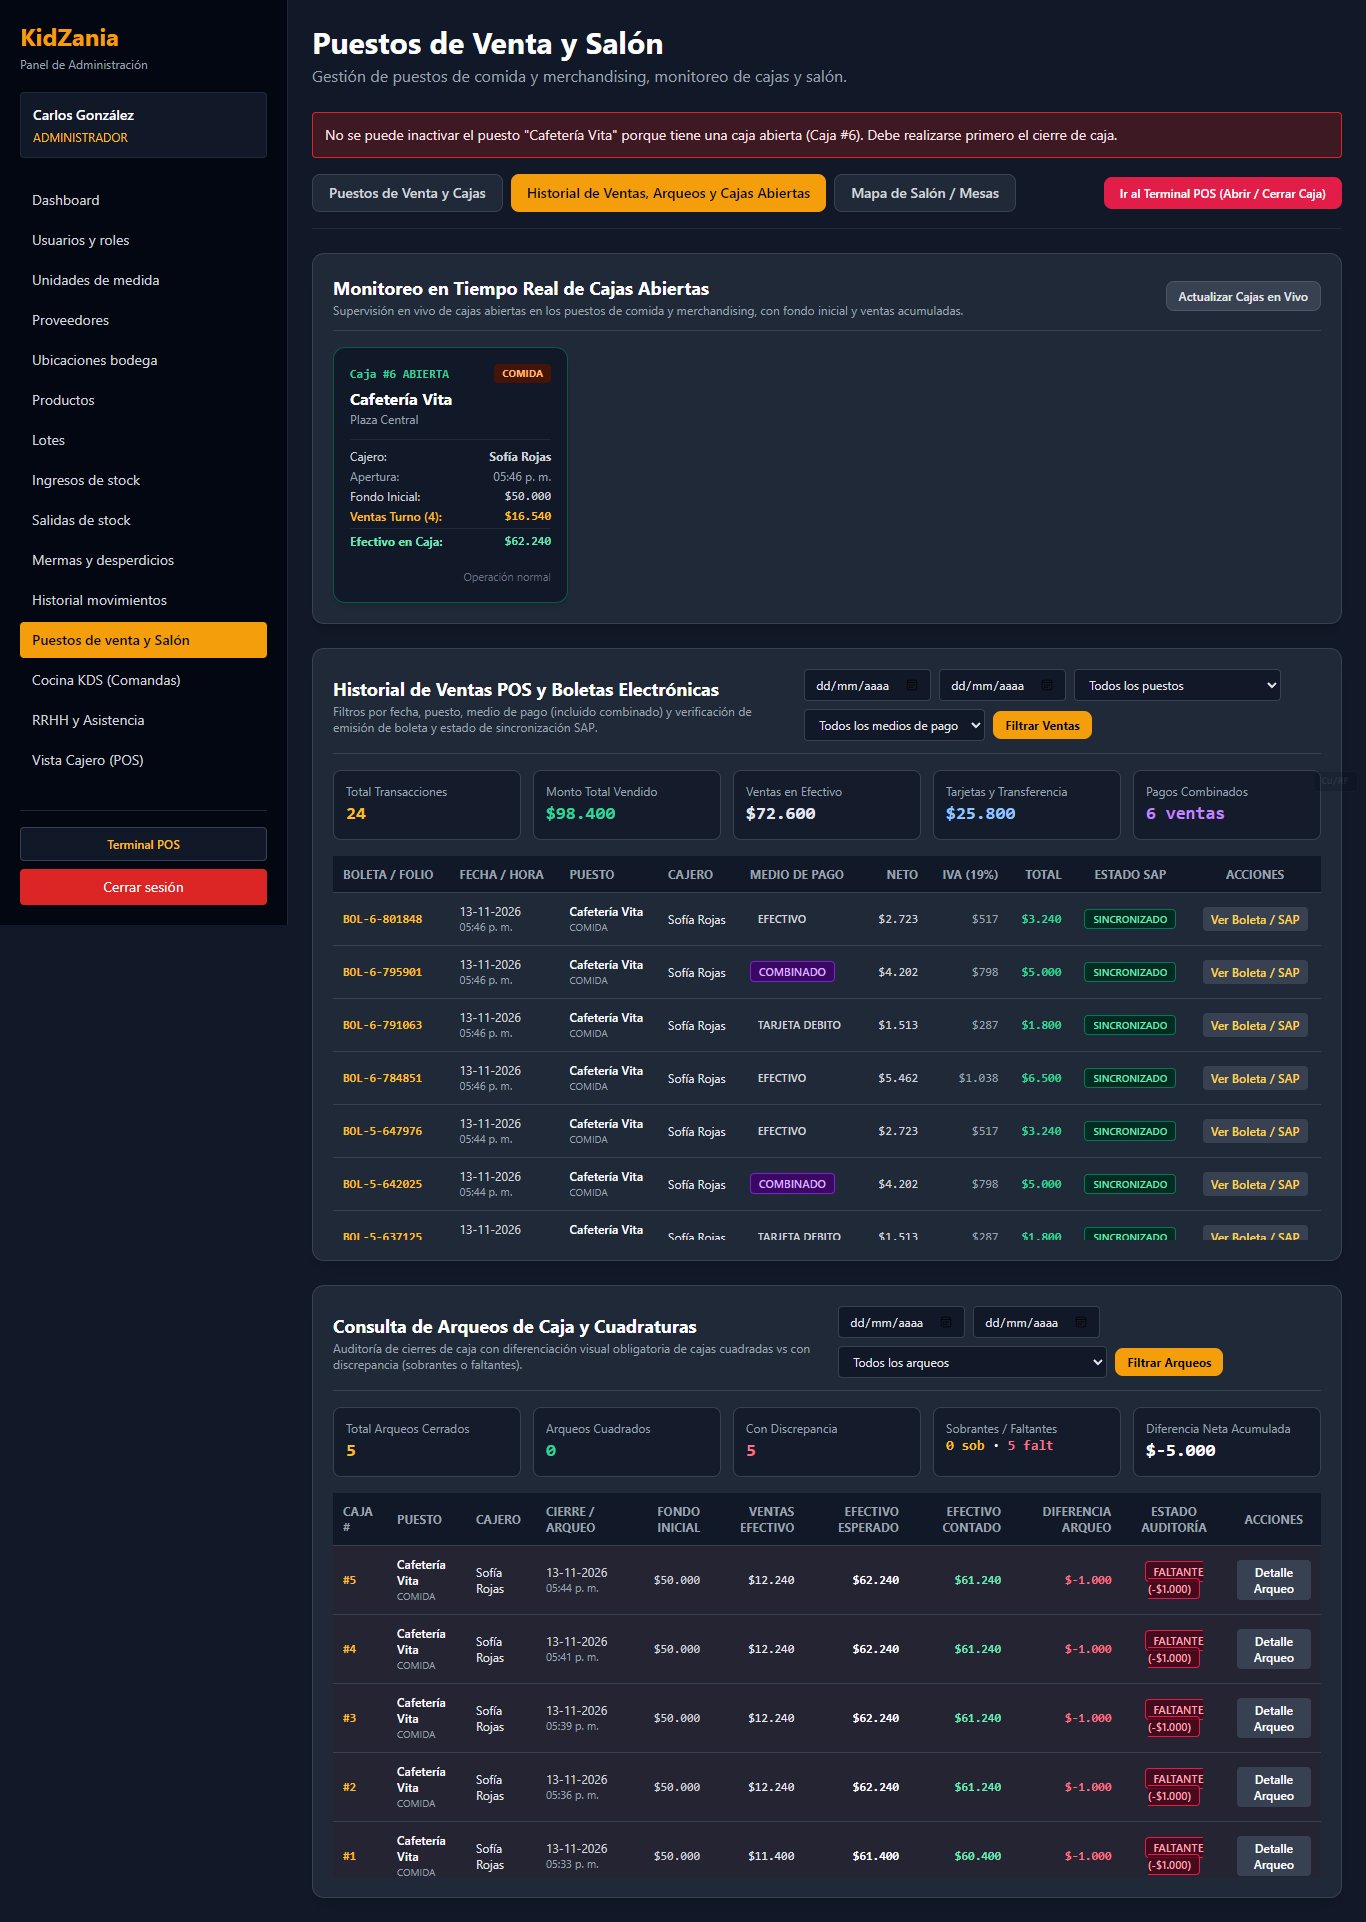 KidZania
Panel de Administración
Carlos González
ADMINISTRADOR
Dashboard
Usuarios y roles
Unidades de medida
Proveedores
Ubicaciones bodega
Productos
Lotes
Ingresos de stock
Salidas de stock
Mermas y desperdicios
Historial movimientos
Puestos de venta y Salón
Cocina KDS (Comandas)
RRHH y Asistencia
Vista Cajero (POS)
Terminal POS
Cerrar sesión
Puestos de Venta y Salón
Gestión de puestos de comida y merchandising, monitoreo de cajas y salón.
No se puede inactivar el puesto "Cafetería Vita" porque tiene una caja abierta (Caja #6). Debe realizarse primero el cierre de caja.
Puestos de Venta y Cajas
Historial de Ventas, Arqueos y Cajas Abiertas
Mapa de Salón / Mesas
Ir al Terminal POS (Abrir / Cerrar Caja)
Monitoreo en Tiempo Real de Cajas Abiertas
Supervisión en vivo de cajas abiertas en los puestos de comida y merchandising, con fondo inicial y ventas acumuladas.
Actualizar Cajas en Vivo
Caja #6 ABIERTA COMIDA
Cafetería Vita
Plaza Central
Cajero: Sofía Rojas
Apertura: 05:46 p. m.
Fondo Inicial: $50.000
Ventas Turno (4): $16.540
Efectivo en Caja: $62.240
Operación normal
Historial de Ventas POS y Boletas Electrónicas
Filtros por fecha, puesto, medio de pago (incluido combinado) y verificación de
emisión de boleta y estado de sincronización SAP.
dd/mm/aaaa dd/mm/aaaa Todos los puestos
Todos los medios de pago Filtrar Ventas
CU/RF
Total Transacciones
24
Monto Total Vendido
$98.400
Ventas en Efectivo
$72.600
Tarjetas y Transferencia
$25.800
Pagos Combinados
6 ventas
BOLETA / FOLIO FECHA / HORA PUESTO CAJERO MEDIO DE PAGO NETO IVA (19%) TOTAL ESTADO SAP ACCIONES
BOL-6-801848 13-11-2026 05:46 p. m. Cafetería Vita COMIDA Sofía Rojas EFECTIVO $2.723 $517 $3.240 SINCRONIZADO Ver Boleta / SAP
BOL-6-795901 13-11-2026 05:46 p. m. Cafetería Vita COMIDA Sofía Rojas COMBINADO $4.202 $798 $5.000 SINCRONIZADO Ver Boleta / SAP
BOL-6-791063 13-11-2026 05:46 p. m. Cafetería Vita COMIDA Sofía Rojas TARJETA DEBITO $1.513 $287 $1.800 SINCRONIZADO Ver Boleta / SAP
BOL-6-784851 13-11-2026 05:46 p. m. Cafetería Vita COMIDA Sofía Rojas EFECTIVO $5.462 $1.038 $6.500 SINCRONIZADO Ver Boleta / SAP
BOL-5-647976 13-11-2026 05:44 p. m. Cafetería Vita COMIDA Sofía Rojas EFECTIVO $2.723 $517 $3.240 SINCRONIZADO Ver Boleta / SAP
BOL-5-642025 13-11-2026 05:44 p. m. Cafetería Vita COMIDA Sofía Rojas COMBINADO $4.202 $798 $5.000 SINCRONIZADO Ver Boleta / SAP
BOL-5-637125 13-11-2026 Cafetería Vita Sofía Rojas TARJETA DEBITO $1.513 $287 $1.800 SINCRONIZADO Ver Boleta / SAP
Consulta de Arqueos de Caja y Cuadraturas
Auditoría de cierres de caja con diferenciación visual obligatoria de cajas cuadradas vs con
discrepancia (sobrantes o faltantes).
dd/mm/aaaa dd/mm/aaaa
Todos los arqueos Filtrar Arqueos
Total Arqueos Cerrados
5
Arqueos Cuadrados
0
Con Discrepancia
5
Sobrantes / Faltantes
0 sob • 5 falt
Diferencia Neta Acumulada
$-5.000
CAJA # PUESTO CAJERO CIERRE / ARQUEO FONDO INICIAL VENTAS EFECTIVO EFECTIVO ESPERADO EFECTIVO CONTADO DIFERENCIA ARQUEO ESTADO AUDITORÍA ACCIONES
#5 Cafetería Vita COMIDA Sofía Rojas 13-11-2026 05:44 p. m. $50.000 $12.240 $62.240 $61.240 $-1.000 FALTANTE (-$1.000) Detalle Arqueo
#4 Cafetería Vita COMIDA Sofía Rojas 13-11-2026 05:41 p. m. $50.000 $12.240 $62.240 $61.240 $-1.000 FALTANTE (-$1.000) Detalle Arqueo
#3 Cafetería Vita COMIDA Sofía Rojas 13-11-2026 05:39 p. m. $50.000 $12.240 $62.240 $61.240 $-1.000 FALTANTE (-$1.000) Detalle Arqueo
#2 Cafetería Vita COMIDA Sofía Rojas 13-11-2026 05:36 p. m. $50.000 $12.240 $62.240 $61.240 $-1.000 FALTANTE (-$1.000) Detalle Arqueo
#1 Cafetería Vita COMIDA Sofía Rojas 13-11-2026 05:33 p. m. $50.000 $11.400 $61.400 $60.400 $-1.000 FALTANTE (-$1.000) Detalle Arqueo